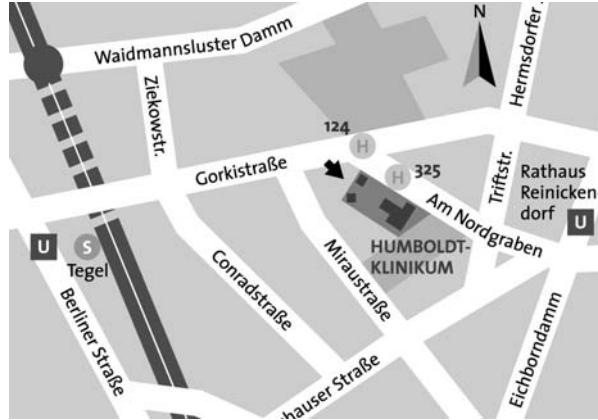 N
Waidmannsluster Damm
Hermsdorfer
Ziekowstr.
124
H
Gorkistraße
H
325
Triftstr.
Rathaus
Reinicken
dorf
Am Nordgraben
U
HUMBOLDT-
KLINIKUM
U
S
Tegel
Conradstraße
Miraustraße
Berliner Straße
hauser Straße
Eichborndamm